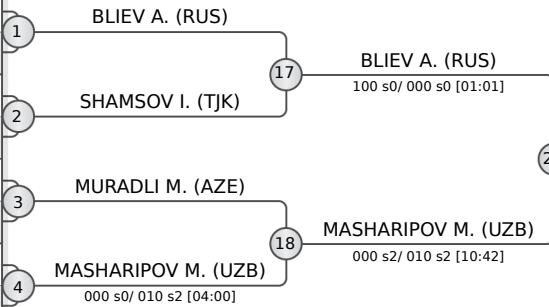 BLIEV A. (RUS)
1
17
BLIEV A. (RUS)
100 s0/ 000 s0 [01:01]
SHAMSOV I. (TJK)
2
MURADLI M. (AZE)
3
18
MASHARIPOV M. (UZB)
000 s2/ 010 s2 [10:42]
MASHARIPOV M. (UZB)
4
000 s0/ 010 s2 [04:00]